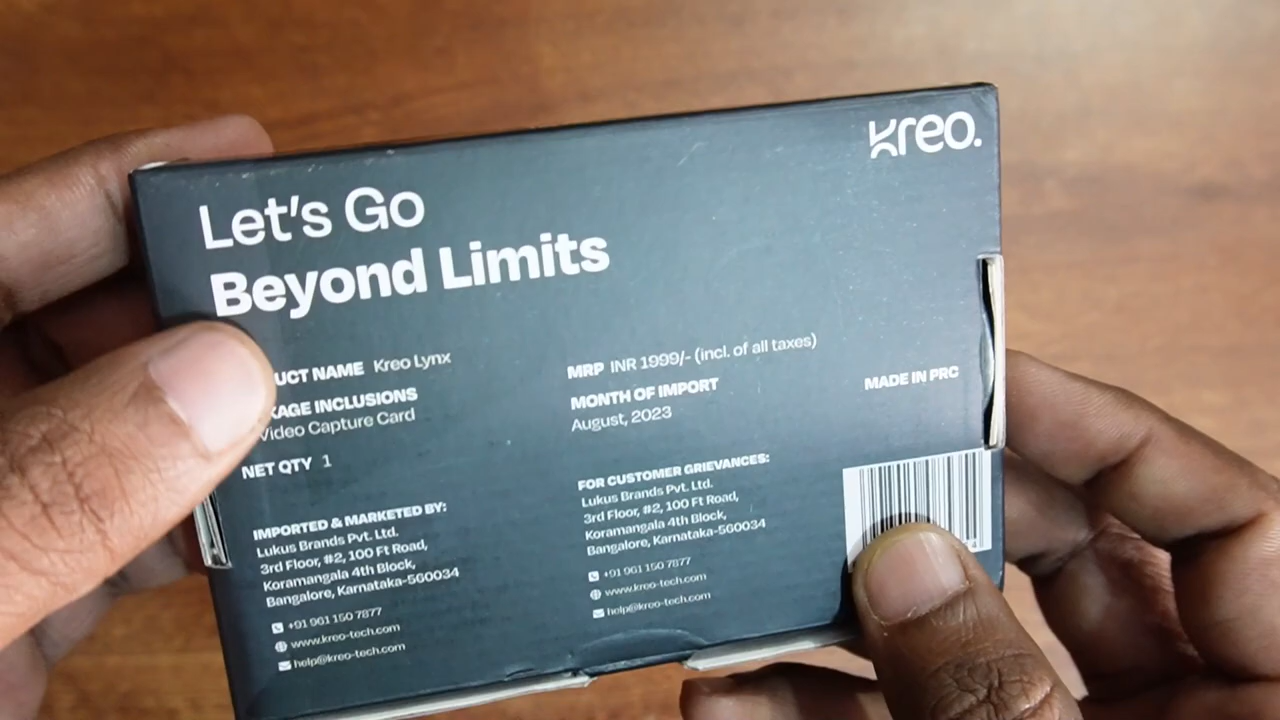 Kreo.
Let's Go
Beyond Limits
UCT NAME Kreo Lynx
KAGE INCLUSIONS
Video Capture Card
NET QTY 1
MRP INR 1999/- (incl. of all taxes)
MONTH OF IMPORT
August, 2023
MADE IN PRC
IMPORTED & MARKETED BY:
Lukus Brands Pvt. Ltd.
3rd Floor, #2, 100 Ft Road,
Koramangala 4th Block,
Bangalore, Karnataka-560034
+91 961 150 7877
www.kreo-tech.com
help@kreo-tech.com
FOR CUSTOMER GRIEVANCES:
Lukus Brands Pvt. Ltd.
3rd Floor, #2, 100 Ft Road,
Koramangala 4th Block,
Bangalore, Karnataka-560034
+91 961 150 7877
www.kreo-tech.com
help@kreo-tech.com